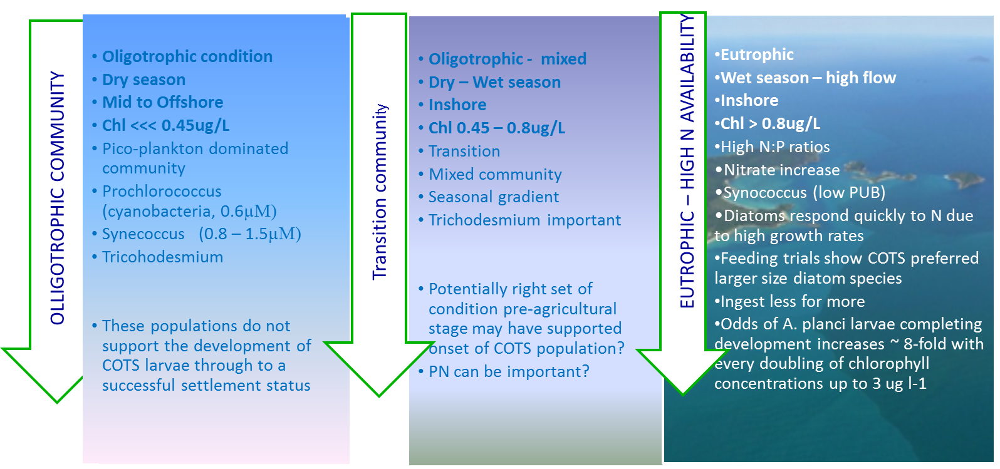 OLLIGOTROPHIC COMMUNITY
• Oligotrophic condition
• Dry season
• Mid to Offshore
• Chl <<< 0.45ug/L
• Pico-plankton dominated
community
• Prochlorococcus
(cyanobacteria, 0.6μM)
• Synecoccus (0.8 – 1.5μM)
• Tricohodesmium
• These populations do not
support the development of
COTS larvae through to a
successful settlement status
Transition community
• Oligotrophic - mixed
• Dry – Wet season
• Inshore
• Chl 0.45 – 0.8ug/L
• Transition
• Mixed community
• Seasonal gradient
• Trichodesmium important
• Potentially right set of
condition pre-agricultural
stage may have supported
onset of COTS population?
• PN can be important?
EUTROPHIC – HIGH N AVAILABILITY
•Eutrophic
•Wet season – high flow
•Inshore
•Chl > 0.8ug/L
•High N:P ratios
•Nitrate increase
•Synococcus (low PUB)
•Diatoms respond quickly to N due
to high growth rates
•Feeding trials show COTS preferred
larger size diatom species
•Ingest less for more
•Odds of A. planci larvae completing
development increases ~ 8-fold with
every doubling of chlorophyll
concentrations up to 3 ug l-1